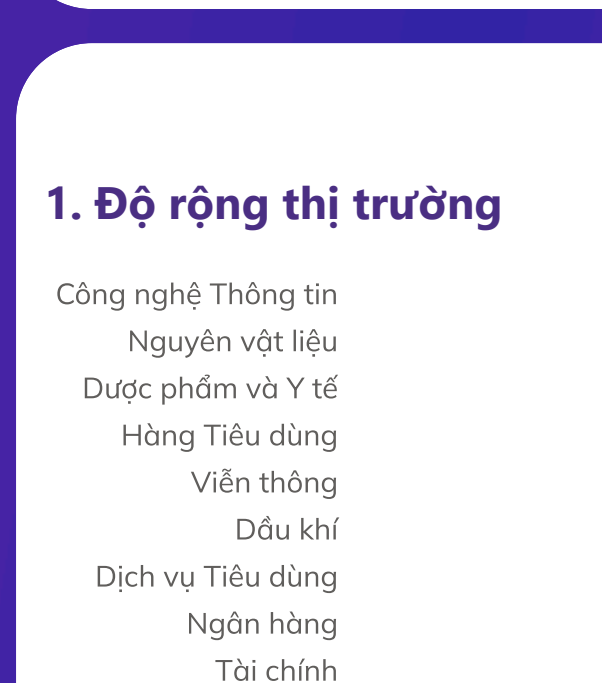 1. Độ rộng thị trường
Công nghệ Thông tin
Nguyên vật liệu
Dược phẩm và Y tế
Hàng Tiêu dùng
Viễn thông
Dầu khí
Dịch vụ Tiêu dùng
Ngân hàng
Tài chính